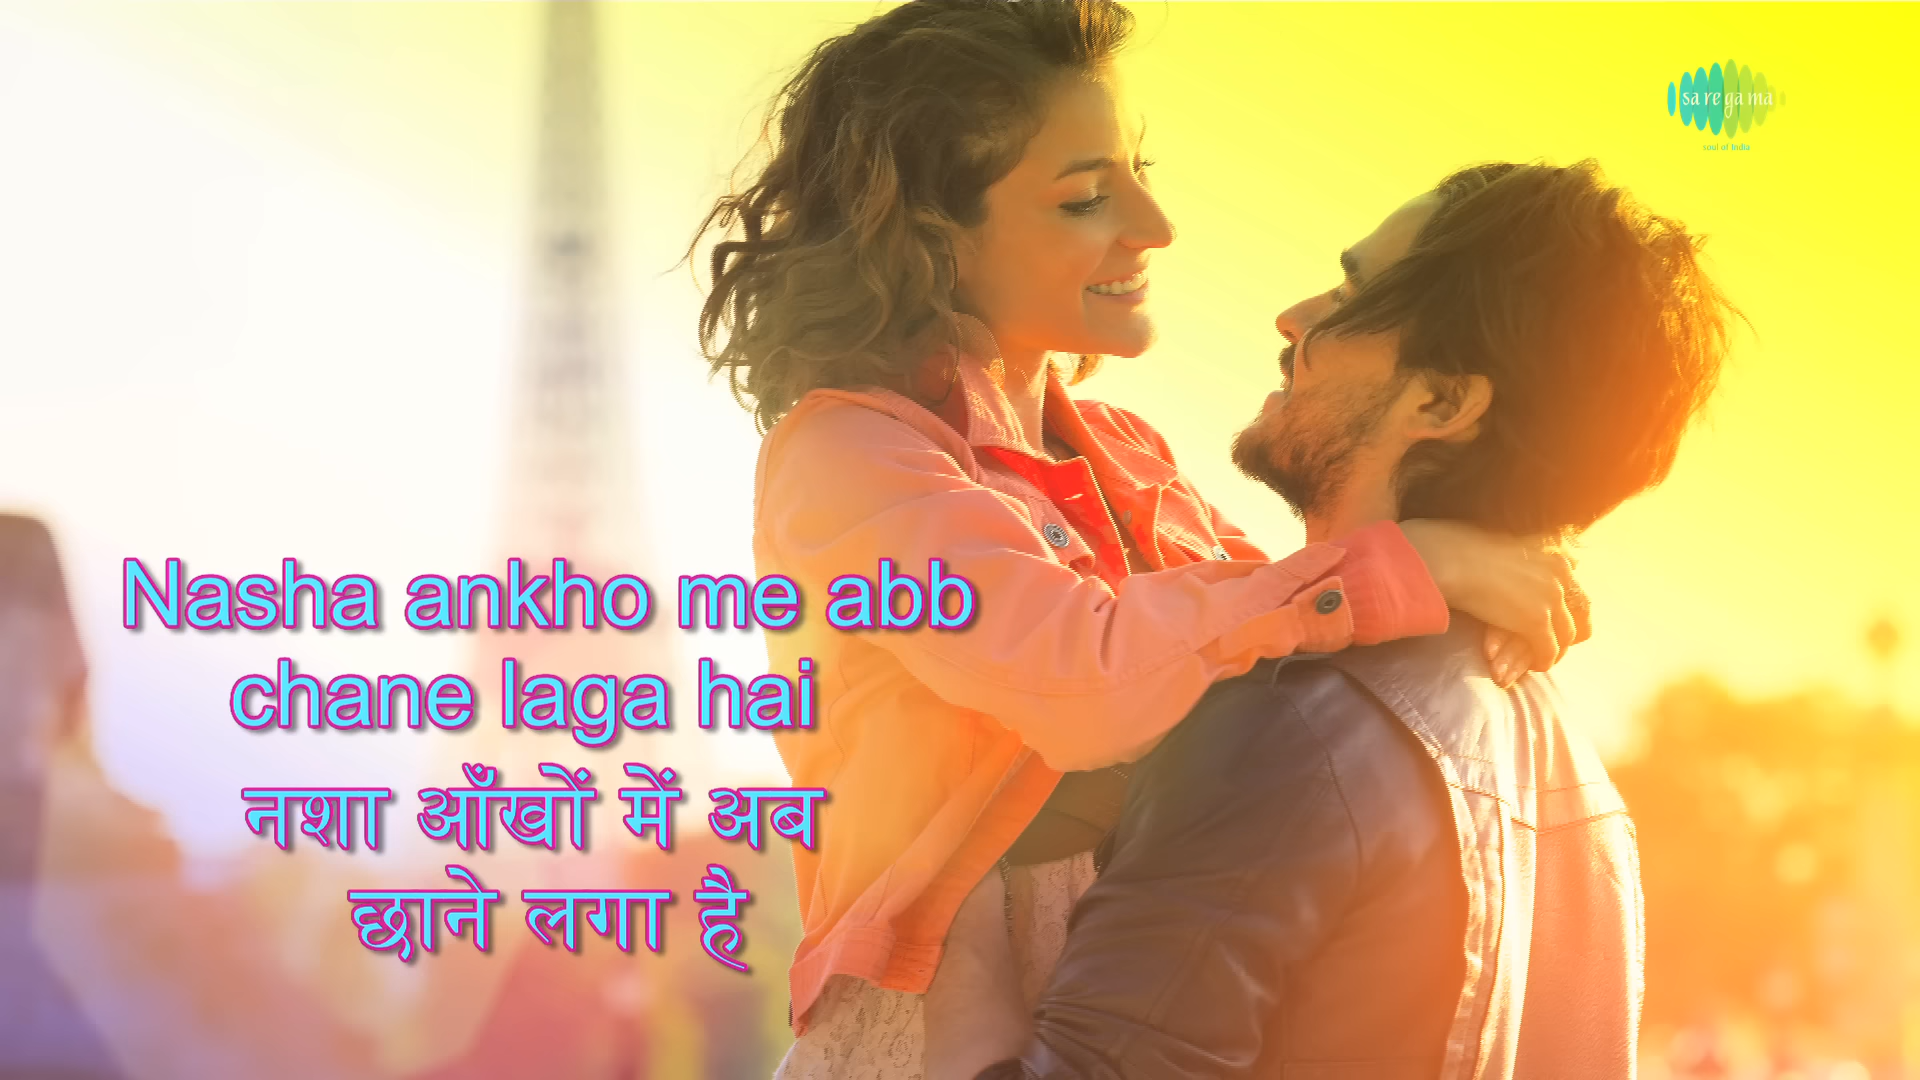 sa re ga ma
soul of India
Nasha ankho me abb
chane laga hai
नशा आँखों में अब
छाने लगा है